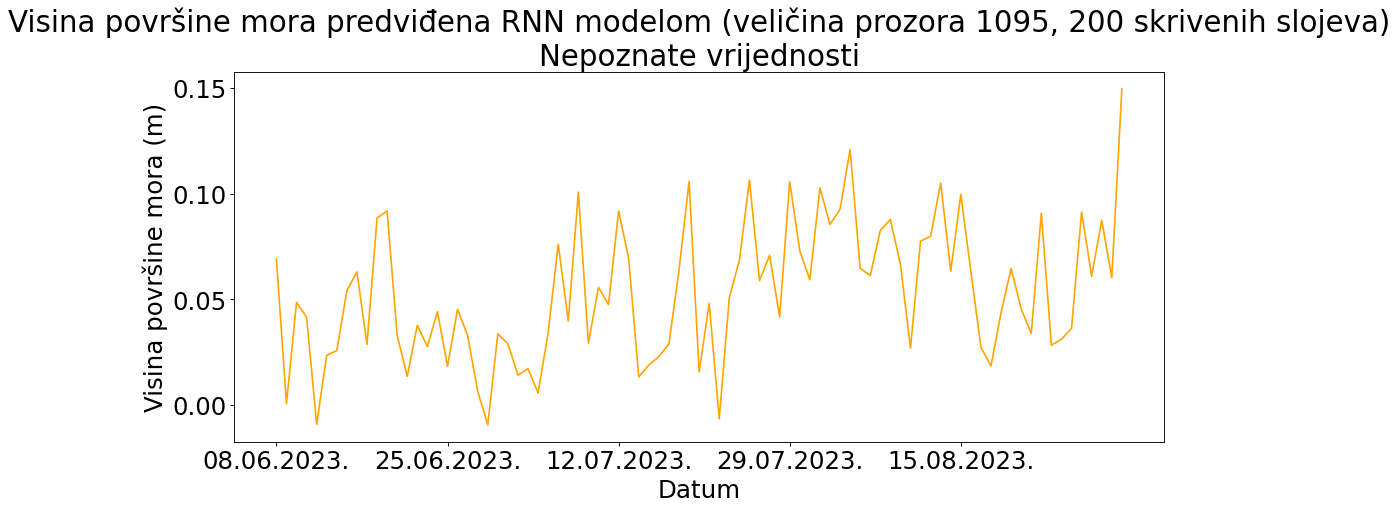 Visina površine mora predviđena RNN modelom (veličina prozora 1095, 200 skrivenih slojeva)
Nepoznate vrijednosti
Visina površine mora (m)
0.15
0.10
0.05
0.00
08.06.2023. 25.06.2023. 12.07.2023. 29.07.2023. 15.08.2023.
Datum